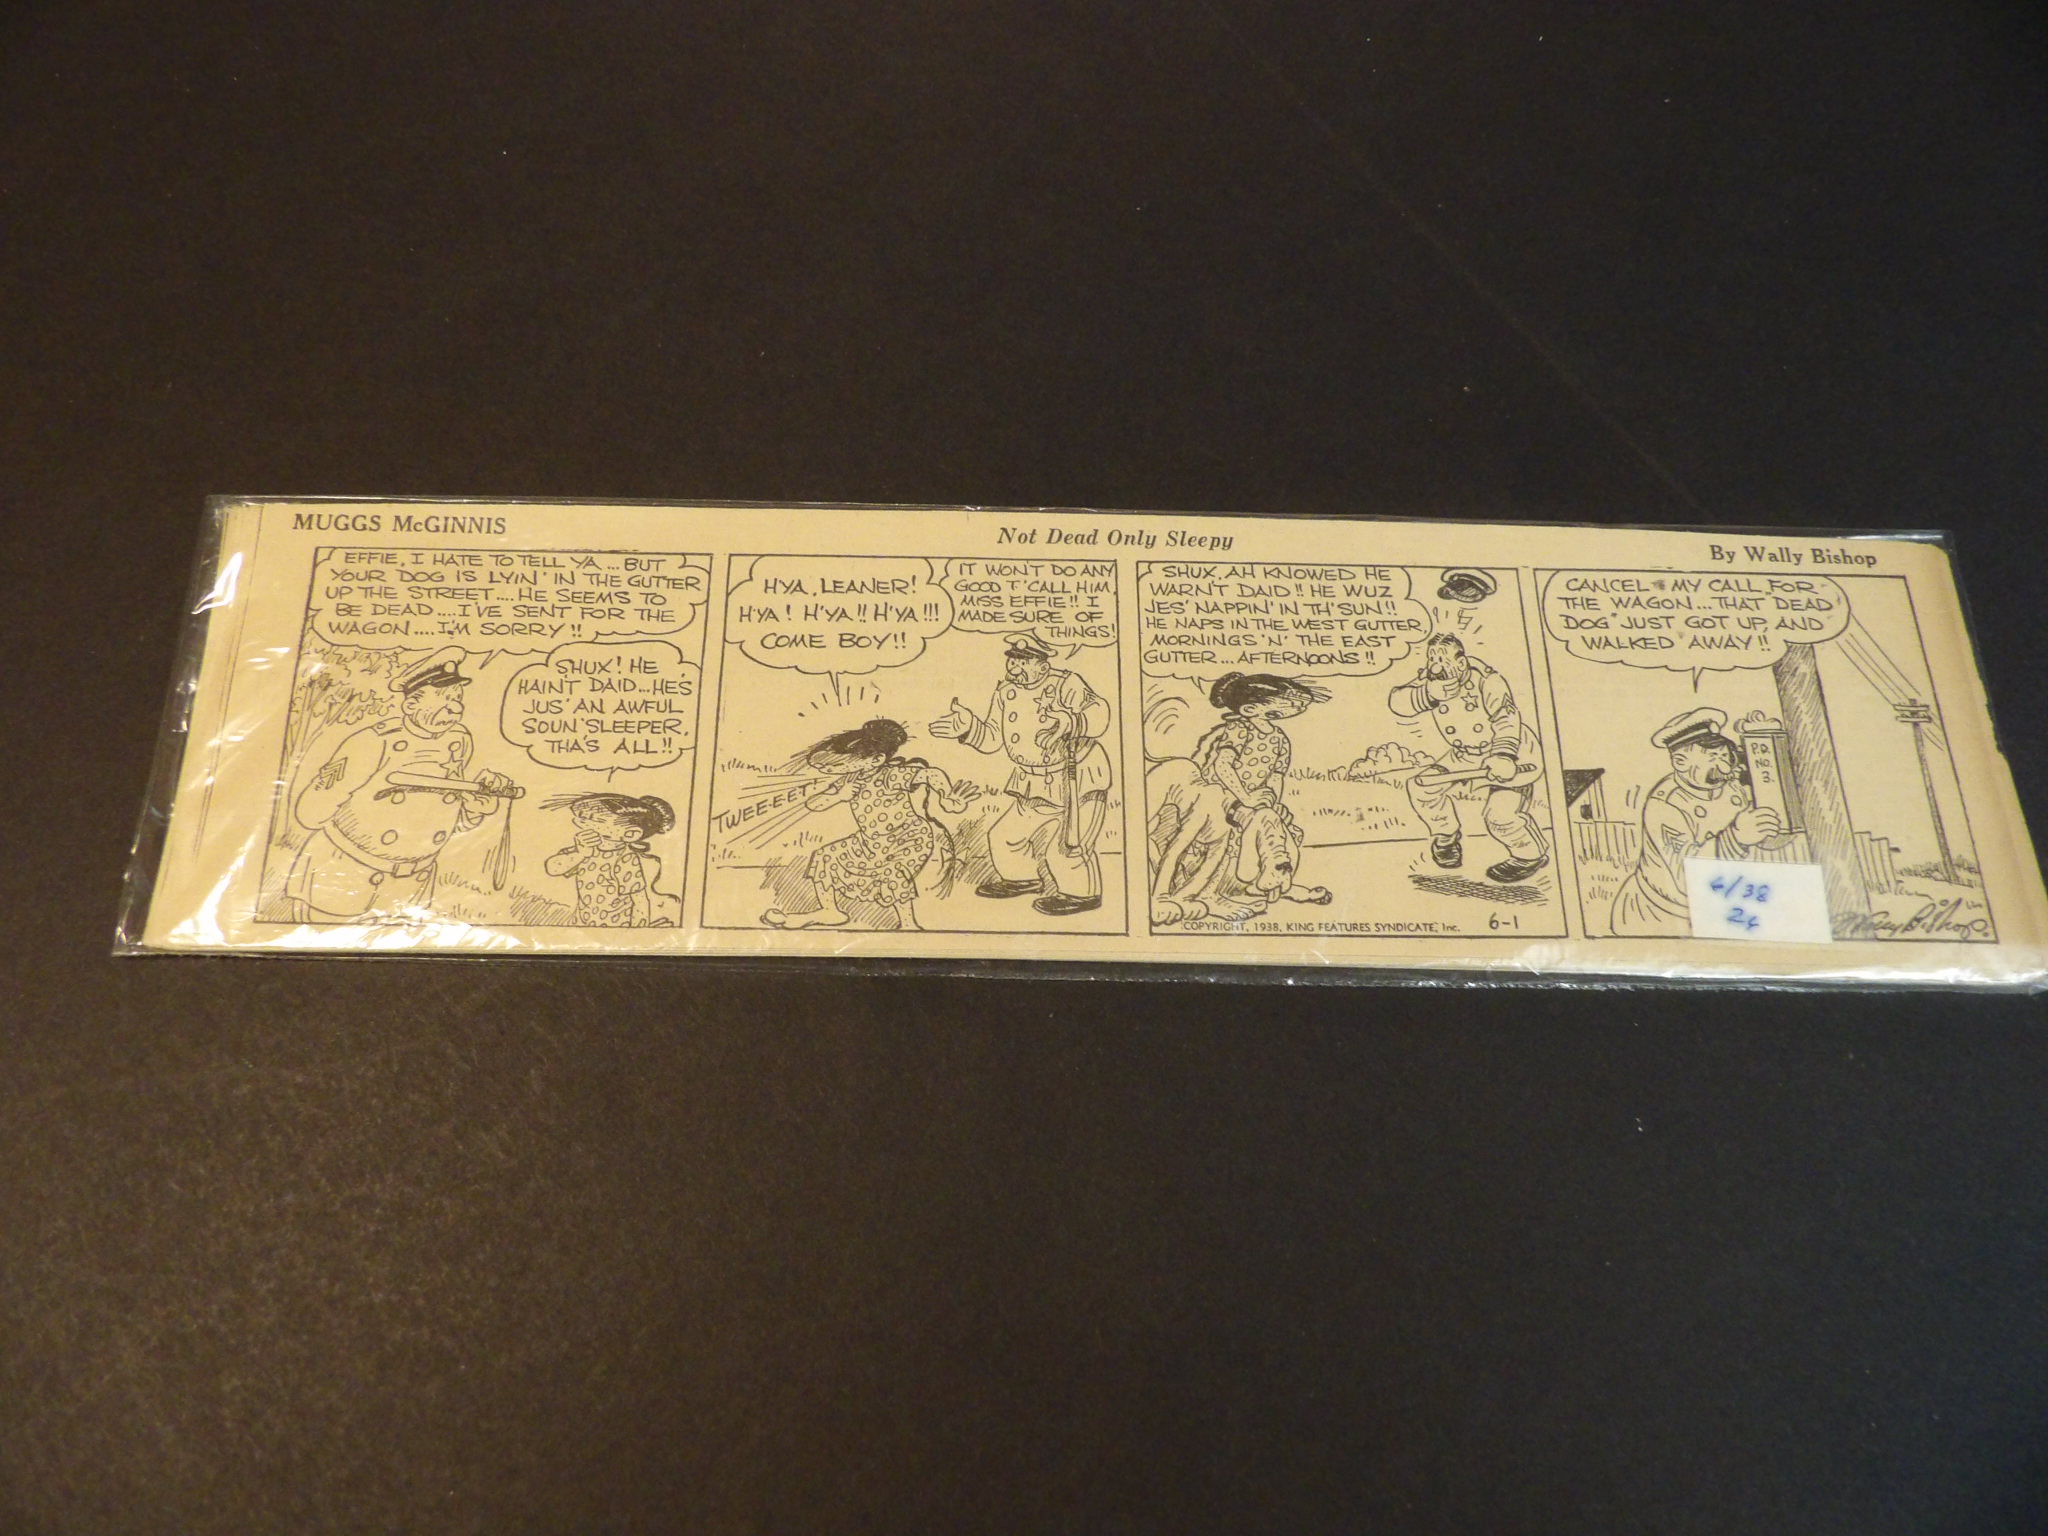 MUGGS McGINNIS
Not Dead Only Sleepy
By Wally Bishop
EFFIE, I HATE TO TELL YA...BUT
YOUR DOG IS LYIN' IN THE GUTTER
UP THE STREET....HE SEEMS TO
BE DEAD....I'VE SENT FOR THE
WAGON....I'M SORRY!!
SHUX! HE
HAIN'T DAID...HE'S
JUS' AN AWFUL
SOUN' SLEEPER,
THA'S ALL!!
HYA, LEANER!
H'YA! H'YA!! H'YA!!!
COME BOY!!
TWEE-EET!
IT WON'T DO ANY
GOOD T' CALL HIM,
MISS EFFIE!! I
MADE SURE OF
THINGS!
SHUX, AH KNOWED HE
WARN'T DAID!! HE WUZ
JES' NAPPIN' IN TH' SUN!!
HE NAPS IN THE WEST GUTTER,
MORNINGS 'N' THE EAST
GUTTER...AFTERNOONS!!
COPYRIGHT, 1938, KING FEATURES SYNDICATE, Inc.
6-1
CANCEL MY CALL FOR
THE WAGON...THAT "DEAD
DOG" JUST GOT UP, AND
WALKED AWAY!!
P.D.
NO.
3.
6/38
24
Wally Bishop.